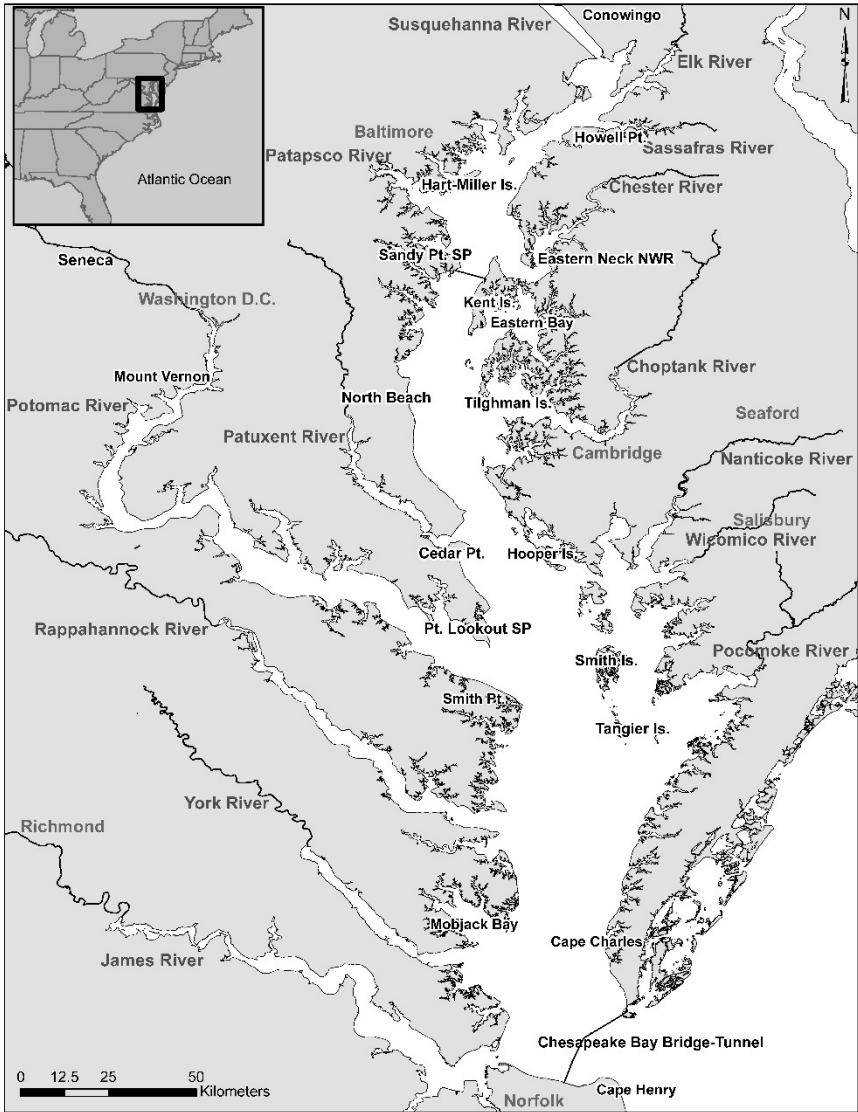 Susquehanna River
Conowingo
N
Elk River
Baltimore
Howell Pt.
Patapsco River
Sassafras River
Atlantic Ocean
Hart-Miller Is.
Chester River
Sandy Pt. SP
Eastern Neck NWR
Seneca
Washington D.C.
Kent Is.
Eastern Bay
Choptank River
Mount Vernon
North Beach
Tilghman Is.
Potomac River
Seaford
Patuxent River
Cambridge
Nanticoke River
Salisbury
Wicomico River
Cedar Pt.
Hooper Is.
Rappahannock River
Pt. Lookout SP
Smith Is.
Pocomoke River
Smith Pt.
Tangier Is.
York River
Richmond
Mobjack Bay
Cape Charles
James River
Chesapeake Bay Bridge-Tunnel
0 12.5 25 50
Kilometers
Cape Henry
Norfolk